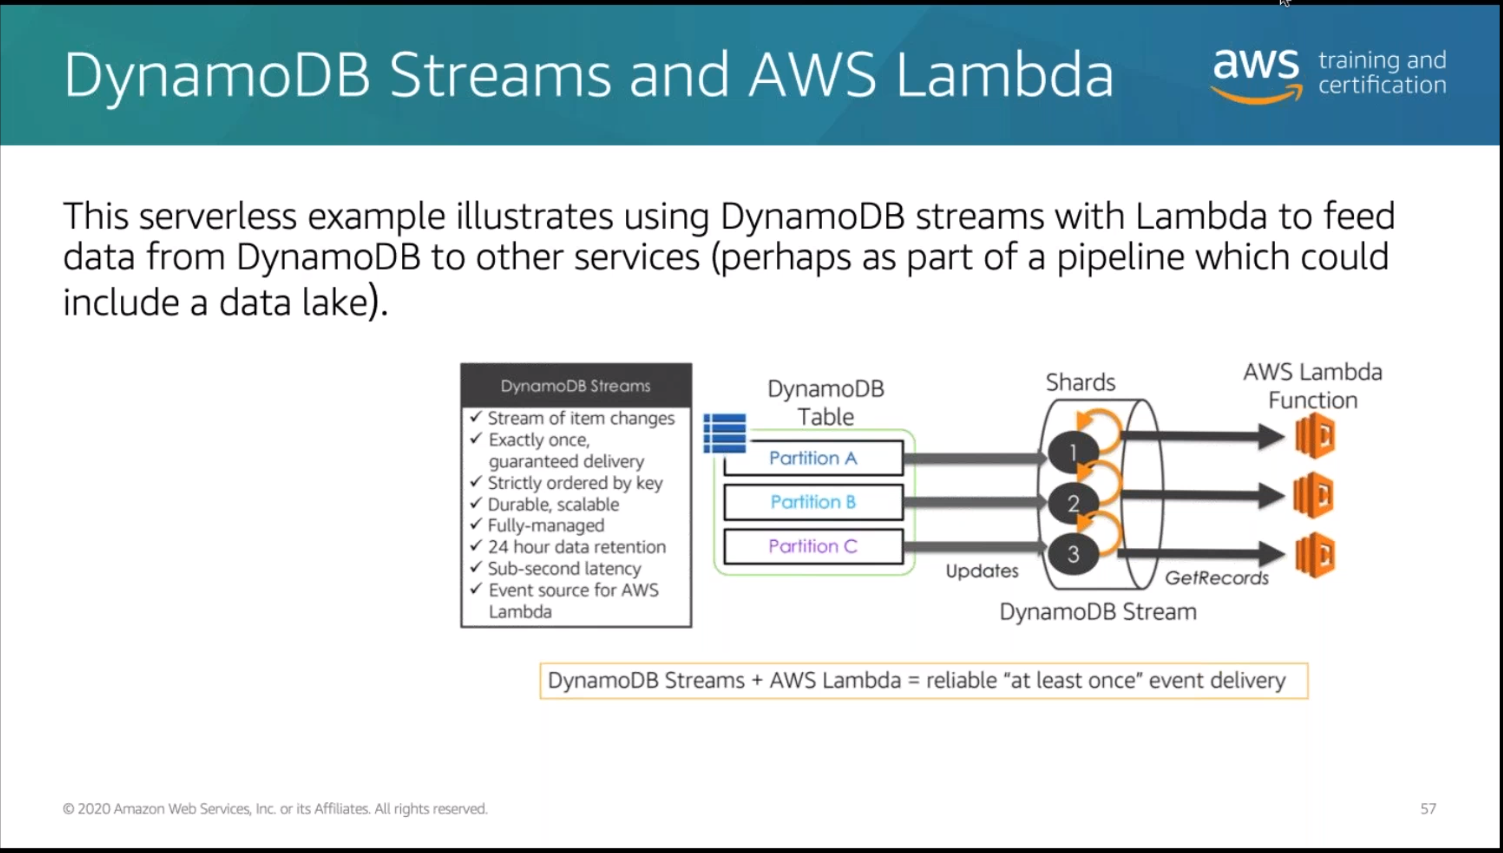 DynamoDB Streams and AWS Lambda
aws
training and
certification
This serverless example illustrates using DynamoDB streams with Lambda to feed
data from DynamoDB to other services (perhaps as part of a pipeline which could
include a data lake).
DynamoDB Streams
✓ Stream of item changes
✓ Exactly once,
guaranteed delivery
✓ Strictly ordered by key
✓ Durable, scalable
✓ Fully-managed
✓ 24 hour data retention
✓ Sub-second latency
✓ Event source for AWS
Lambda
DynamoDB
Table
Partition A
Partition B
Partition C
Updates
Shards
1
2
3
DynamoDB Stream
AWS Lambda
Function
GetRecords
DynamoDB Streams + AWS Lambda = reliable “at least once” event delivery
© 2020 Amazon Web Services, Inc. or its Affiliates. All rights reserved.
57